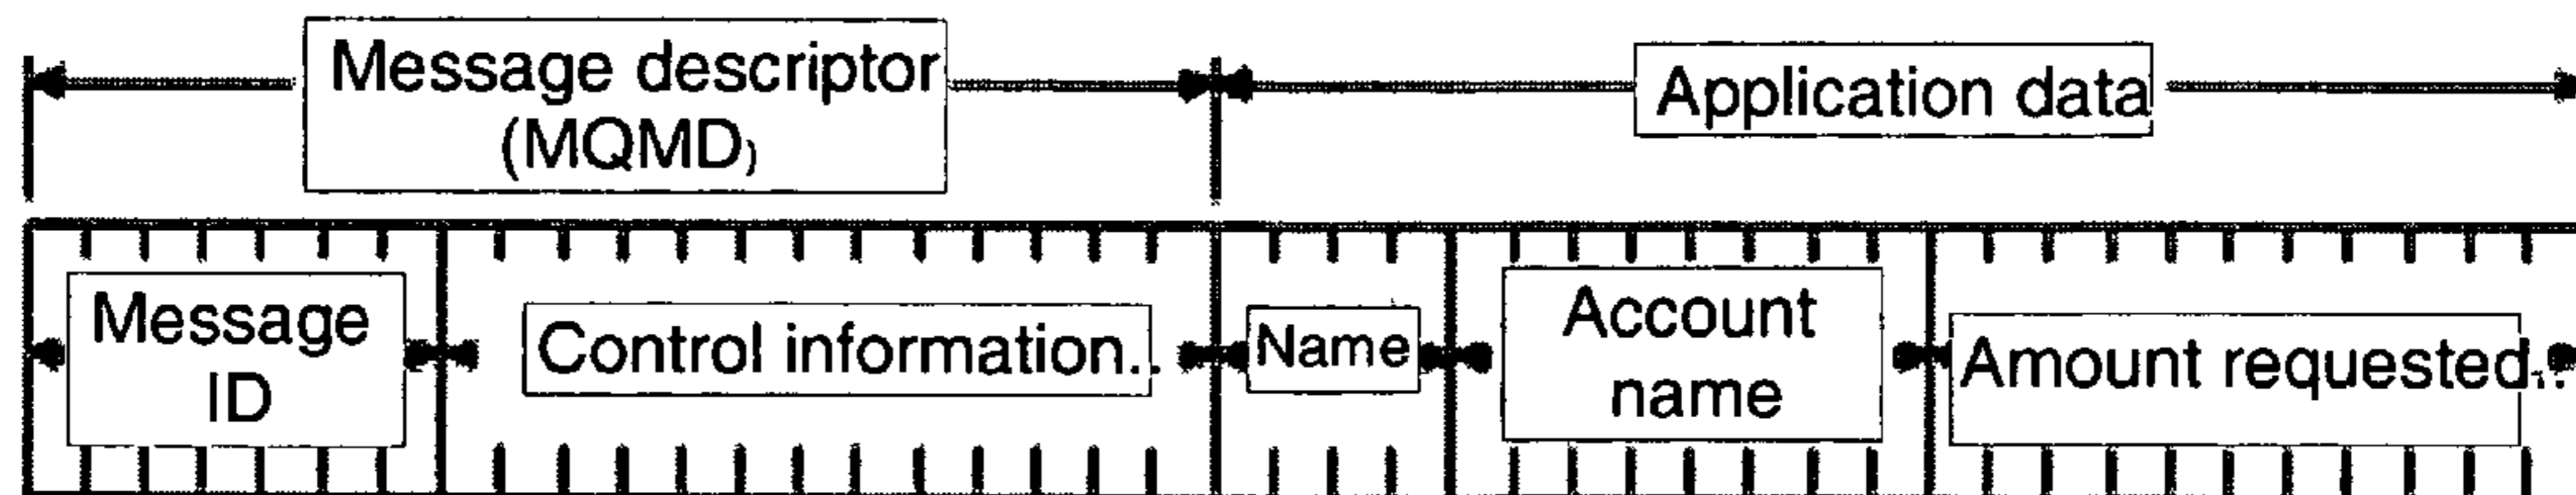 Message descriptor
(MQMD)
Application data
Message
ID
Control information..
Name
Account
name
Amount requested..